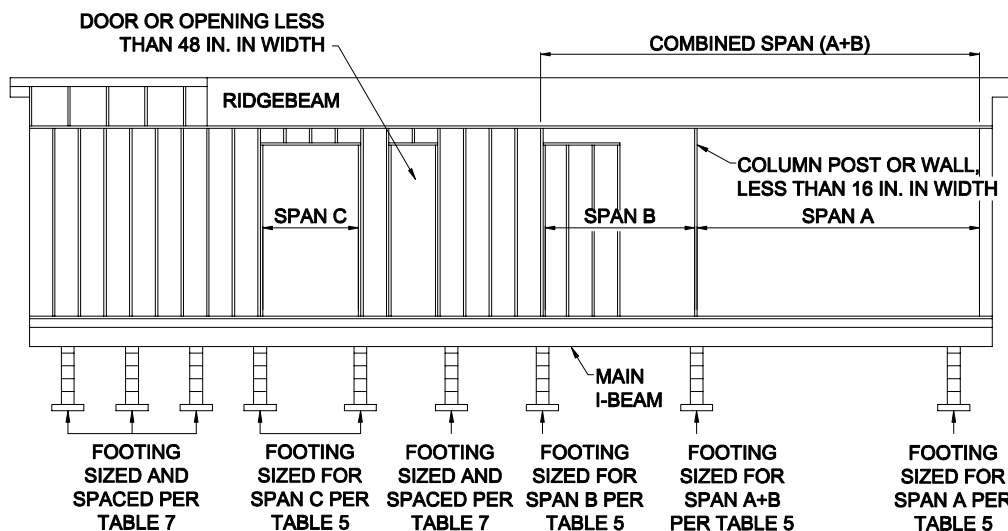 DOOR OR OPENING LESS
THAN 48 IN. IN WIDTH
COMBINED SPAN (A+B)
RIDGEBEAM
COLUMN POST OR WALL,
LESS THAN 16 IN. IN WIDTH
SPAN C
SPAN B
SPAN A
MAIN
I-BEAM
FOOTING
SIZED AND
SPACED PER
TABLE 7
FOOTING
SIZED FOR
SPAN C PER
TABLE 5
FOOTING
SIZED AND
SPACED PER
TABLE 7
FOOTING
SIZED FOR
SPAN B PER
TABLE 5
FOOTING
SIZED FOR
SPAN A+B
PER TABLE 5
FOOTING
SIZED FOR
SPAN A PER
TABLE 5